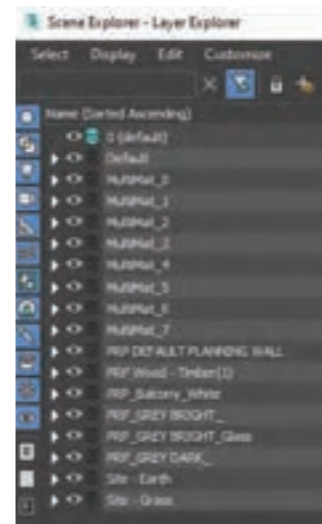 Scene Explorer - Layer Explorer
Select Display Edit Customize
Name (Sorted Ascending)
0 (default)
Default
MultiMat_0
MultiMat_1
MultiMat_2
MultiMat_3
MultiMat_4
MultiMat_5
MultiMat_6
MultiMat_7
PRP DEFAULT PLANNING WALL
PRP Wood - Timber(1)
PRP_Balcony_White
PRP_GREY BRIGHT_
PRP_GREY BRIGHT_Glass
PRP_GREY DARK_
Site - Earth
Site - Grass